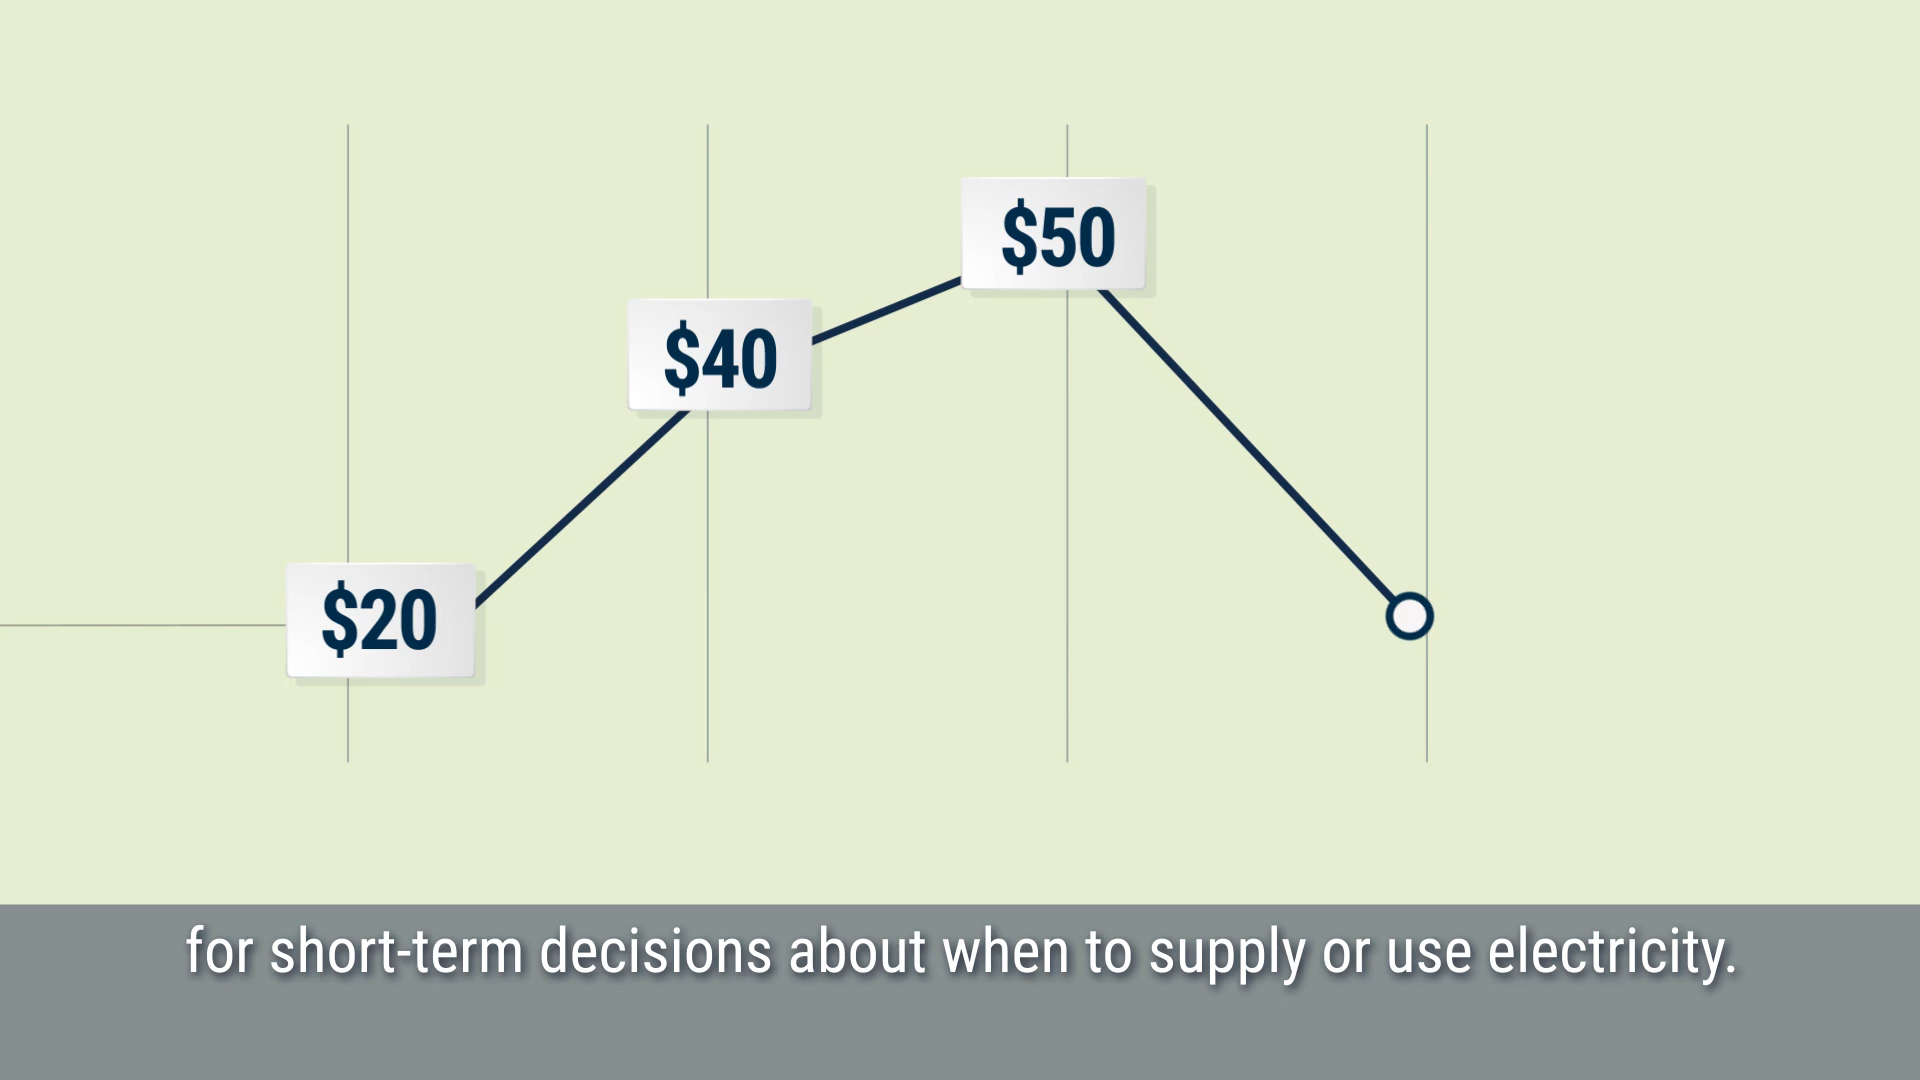 $50
$40
$20
for short-term decisions about when to supply or use electricity.